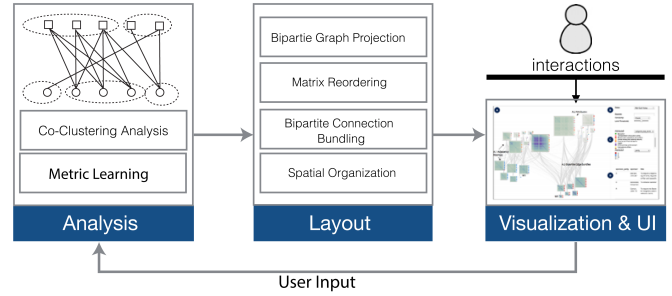 Co-Clustering Analysis
Metric Learning
Analysis
Bipartie Graph Projection
Matrix Reordering
Bipartite Connection
Bundling
Spatial Organization
Layout
interactions
Visualization & UI
User Input